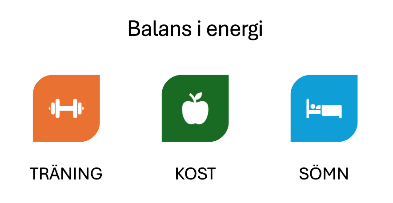 Balans i energi
TRÄNING
KOST
SÖMN